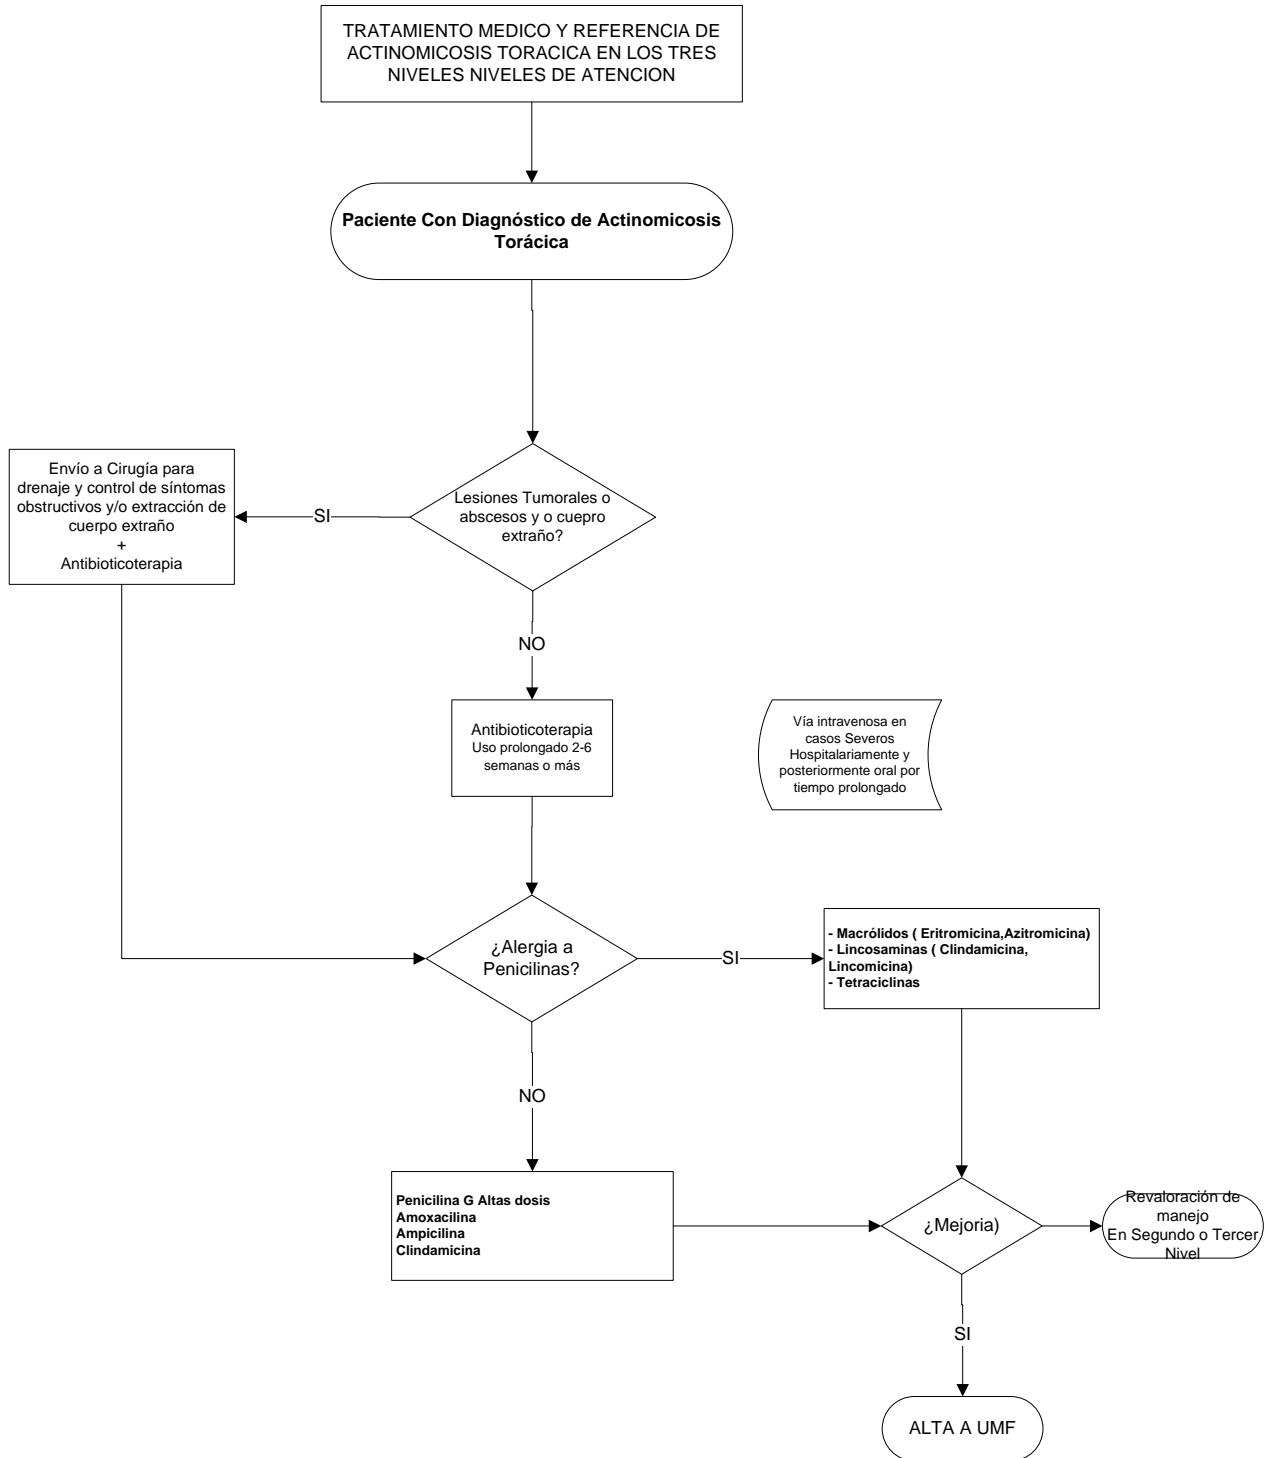 TRATAMIENTO MEDICO Y REFERENCIA DE
ACTINOMICOSIS TORACICA EN LOS TRES
NIVELES NIVELES DE ATENCION
Paciente Con Diagnóstico de Actinomicosis
Torácica
Lesiones Tumorales o
abscesos y o cuepro
extraño?
SI
Envío a Cirugía para
drenaje y control de síntomas
obstructivos y/o extracción de
cuerpo extraño
+
Antibioticoterapia
NO
Antibioticoterapia
Uso prolongado 2-6
semanas o más
Vía intravenosa en
casos Severos
Hospitalariamente y
posteriormente oral por
tiempo prolongado
¿Alergia a
Penicilinas?
SI
- Macrólidos ( Eritromicina,Azitromicina)
- Lincosaminas ( Clindamicina,
Lincomicina)
- Tetraciclinas
NO
Penicilina G Altas dosis
Amoxacilina
Ampicilina
Clindamicina
¿Mejoria)
Revaloración de
manejo
En Segundo o Tercer
Nivel
SI
ALTA A UMF